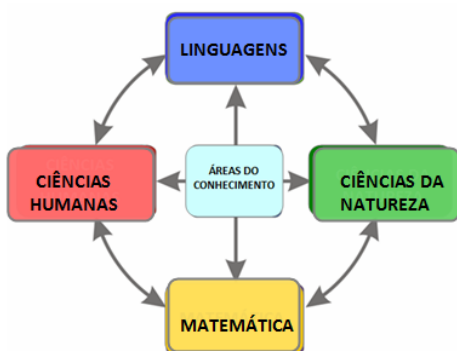 LINGUAGENS
CIÊNCIAS
HUMANAS
ÁREAS DO
CONHECIMENTO
CIÊNCIAS DA
NATUREZA
MATEMÁTICA